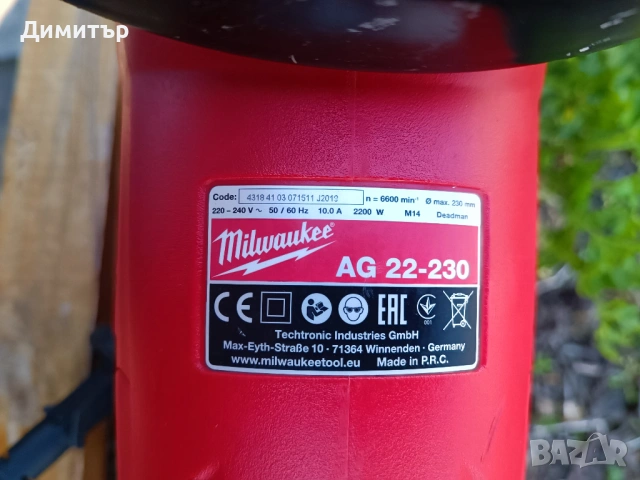 Димитър
Code: 4318 41 03 071511 J2012 n = 6600 min⁻¹ Ø max. 230 mm
220 – 240 V ~ 50 / 60 Hz 10.0 A 2200 W M14 Deadman
Milwaukee®
AG 22-230
CE EAC 001
Techtronic Industries GmbH
Max-Eyth-Straße 10 · 71364 Winnenden · Germany
www.milwaukeetool.eu Made in P.R.C.
BAZAR